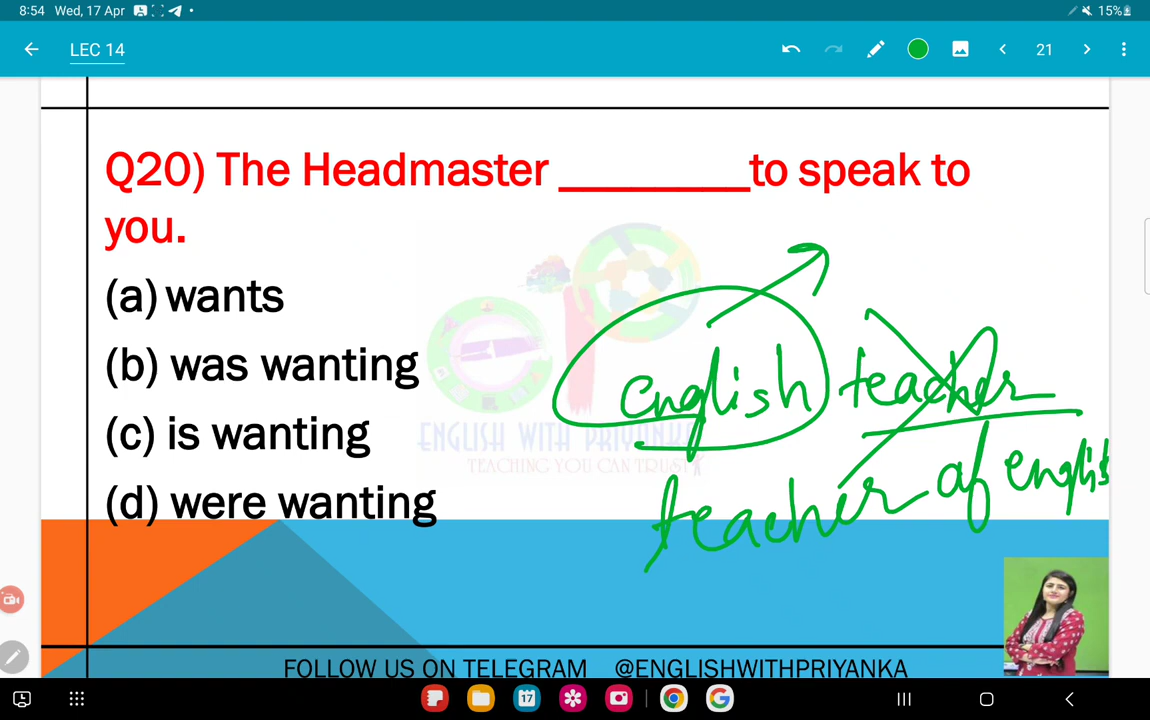 8:54 Wed, 17 Apr
15%
LEC 14
21
Q20) The Headmaster ________to speak to
you.
(a) wants
(b) was wanting
(c) is wanting
(d) were wanting
english teacher
teacher of english
ENGLISH WITH PRIYANKA
TEACHING YOU CAN TRUST
17
FOLLOW US ON TELEGRAM @ENGLISHWITHPRIYANKA